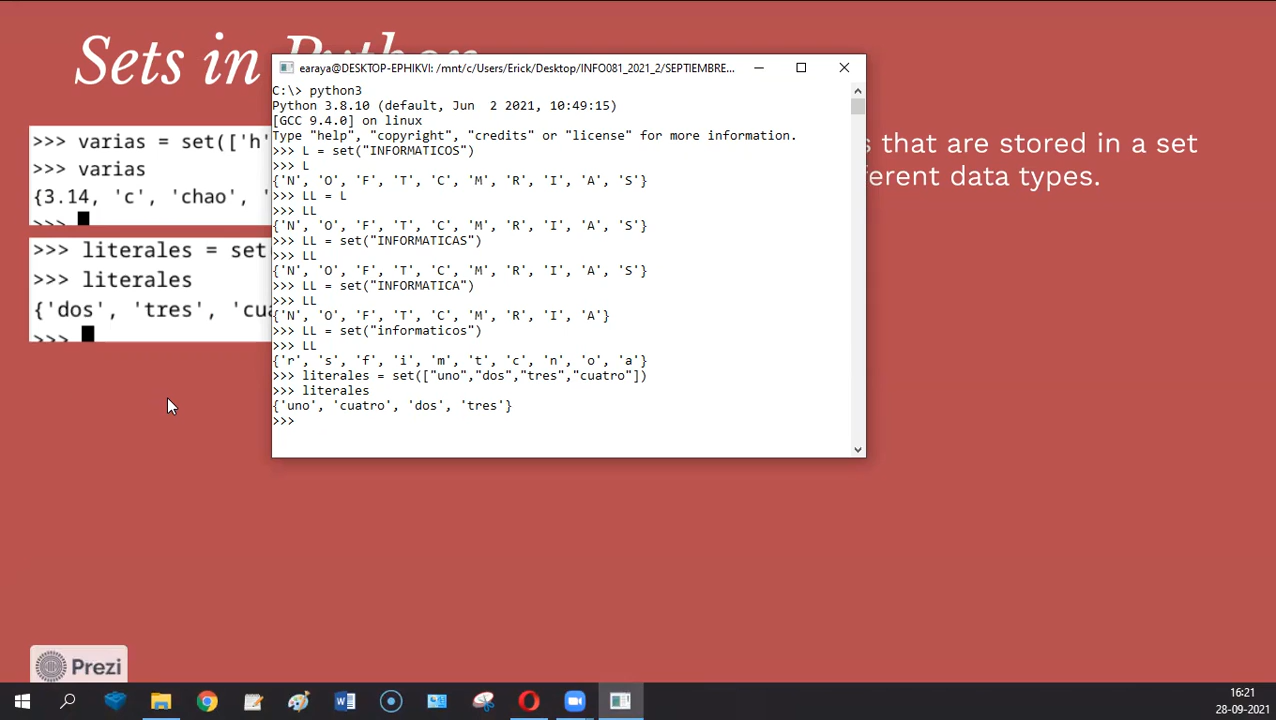 Sets in Python
earaya@DESKTOP-EPHIKVI: /mnt/c/Users/Erick/Desktop/INFO081_2021_2/SEPTIEMBRE...
C:\> python3
Python 3.8.10 (default, Jun  2 2021, 10:49:15)
[GCC 9.4.0] on linux
Type "help", "copyright", "credits" or "license" for more information.
>>> L = set("INFORMATICOS")
>>> L
{'N', 'O', 'F', 'T', 'C', 'M', 'R', 'I', 'A', 'S'}
>>> LL = L
>>> LL
{'N', 'O', 'F', 'T', 'C', 'M', 'R', 'I', 'A', 'S'}
>>> LL = set("INFORMATICAS")
>>> LL
{'N', 'O', 'F', 'T', 'C', 'M', 'R', 'I', 'A', 'S'}
>>> LL = set("INFORMATICA")
>>> LL
{'N', 'O', 'F', 'T', 'C', 'M', 'R', 'I', 'A'}
>>> LL = set("informaticos")
>>> LL
{'r', 's', 'f', 'i', 'm', 't', 'c', 'n', 'o', 'a'}
>>> literales = set(["uno","dos","tres","cuatro"])
>>> literales
{'uno', 'cuatro', 'dos', 'tres'}
>>>
>>> varias = set(['h'
>>> varias
{3.14, 'c', 'chao', '
>>>
>>> literales = set
>>> literales
{'dos', 'tres', 'cua
>>>
s that are stored in a set
ferent data types.
Prezi
16:21
28-09-2021